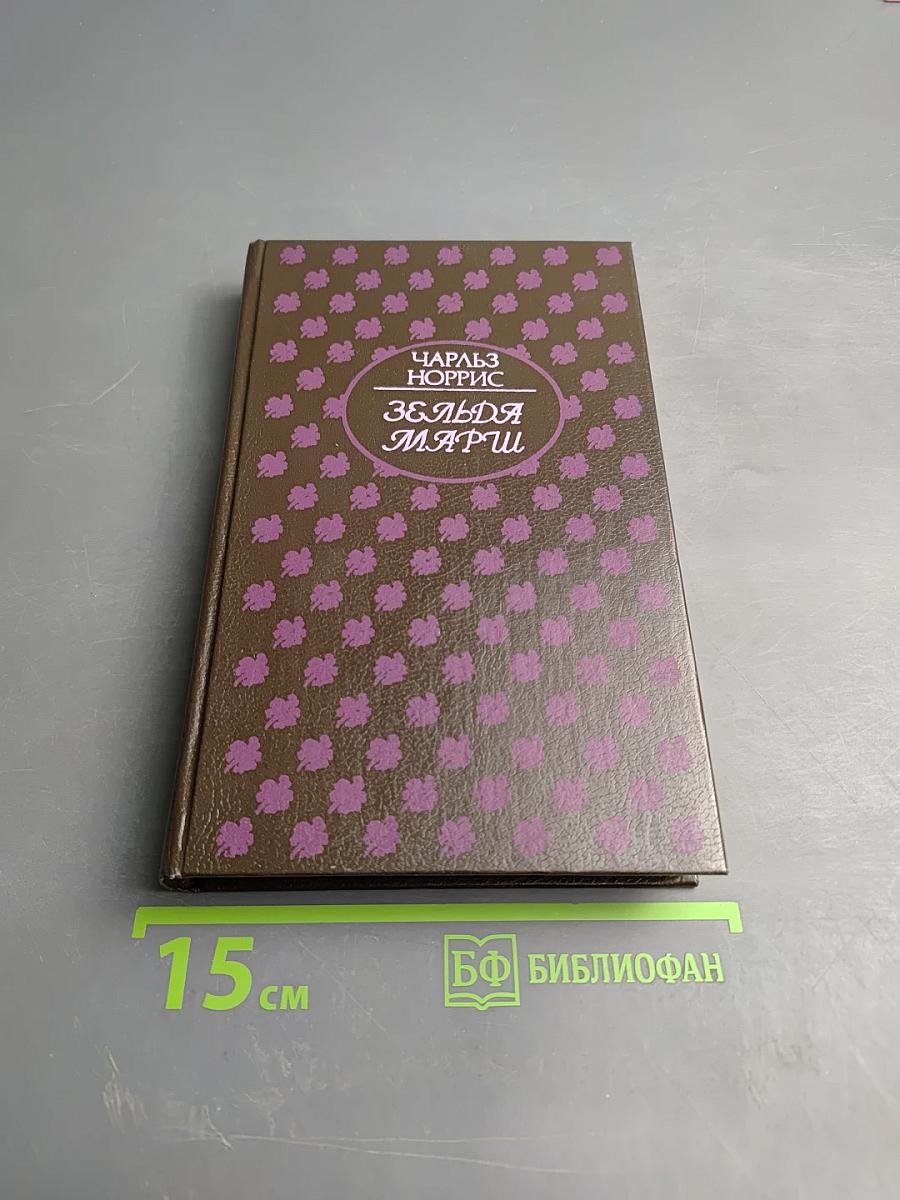 ЧАРЛЬЗ
НОРРИС
ЗЕЛЬДА
МАРШ
15 см
БФ БИБЛИОФАН